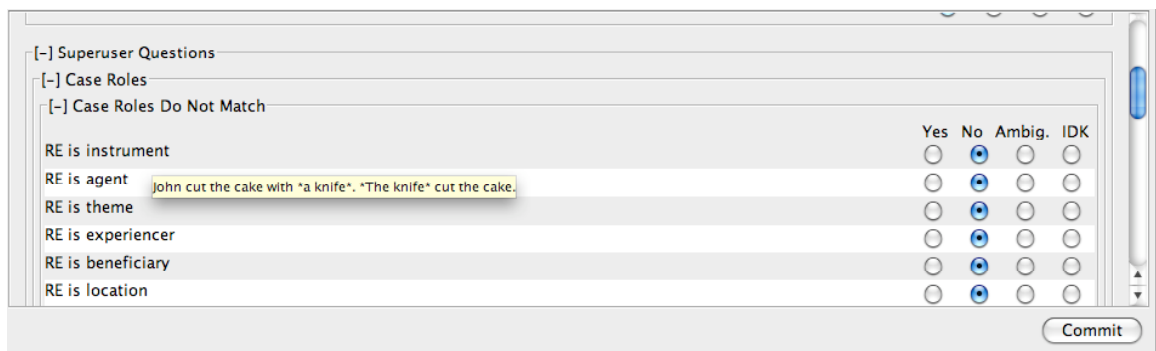 [-] Superuser Questions
[-] Case Roles
[-] Case Roles Do Not Match
Yes No Ambig. IDK
RE is instrument
RE is agent
John cut the cake with *a knife*. *The knife* cut the cake.
RE is theme
RE is experiencer
RE is beneficiary
RE is location
Commit